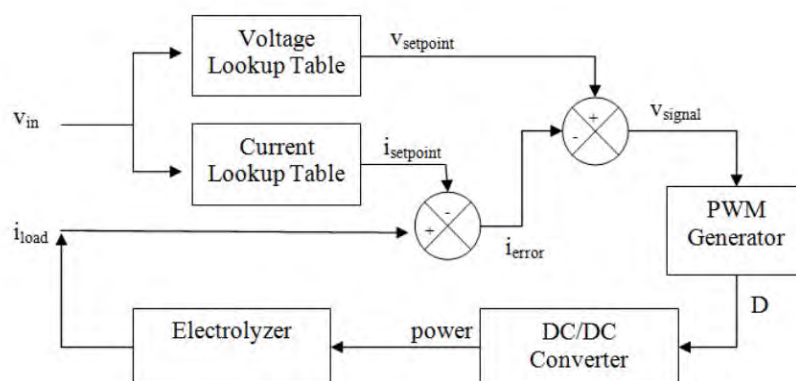 Voltage
Lookup Table
v_setpoint
v_in
+
-
v_signal
Current
Lookup Table
i_setpoint
-
+
i_load
i_error
PWM
Generator
D
Electrolyzer
power
DC/DC
Converter